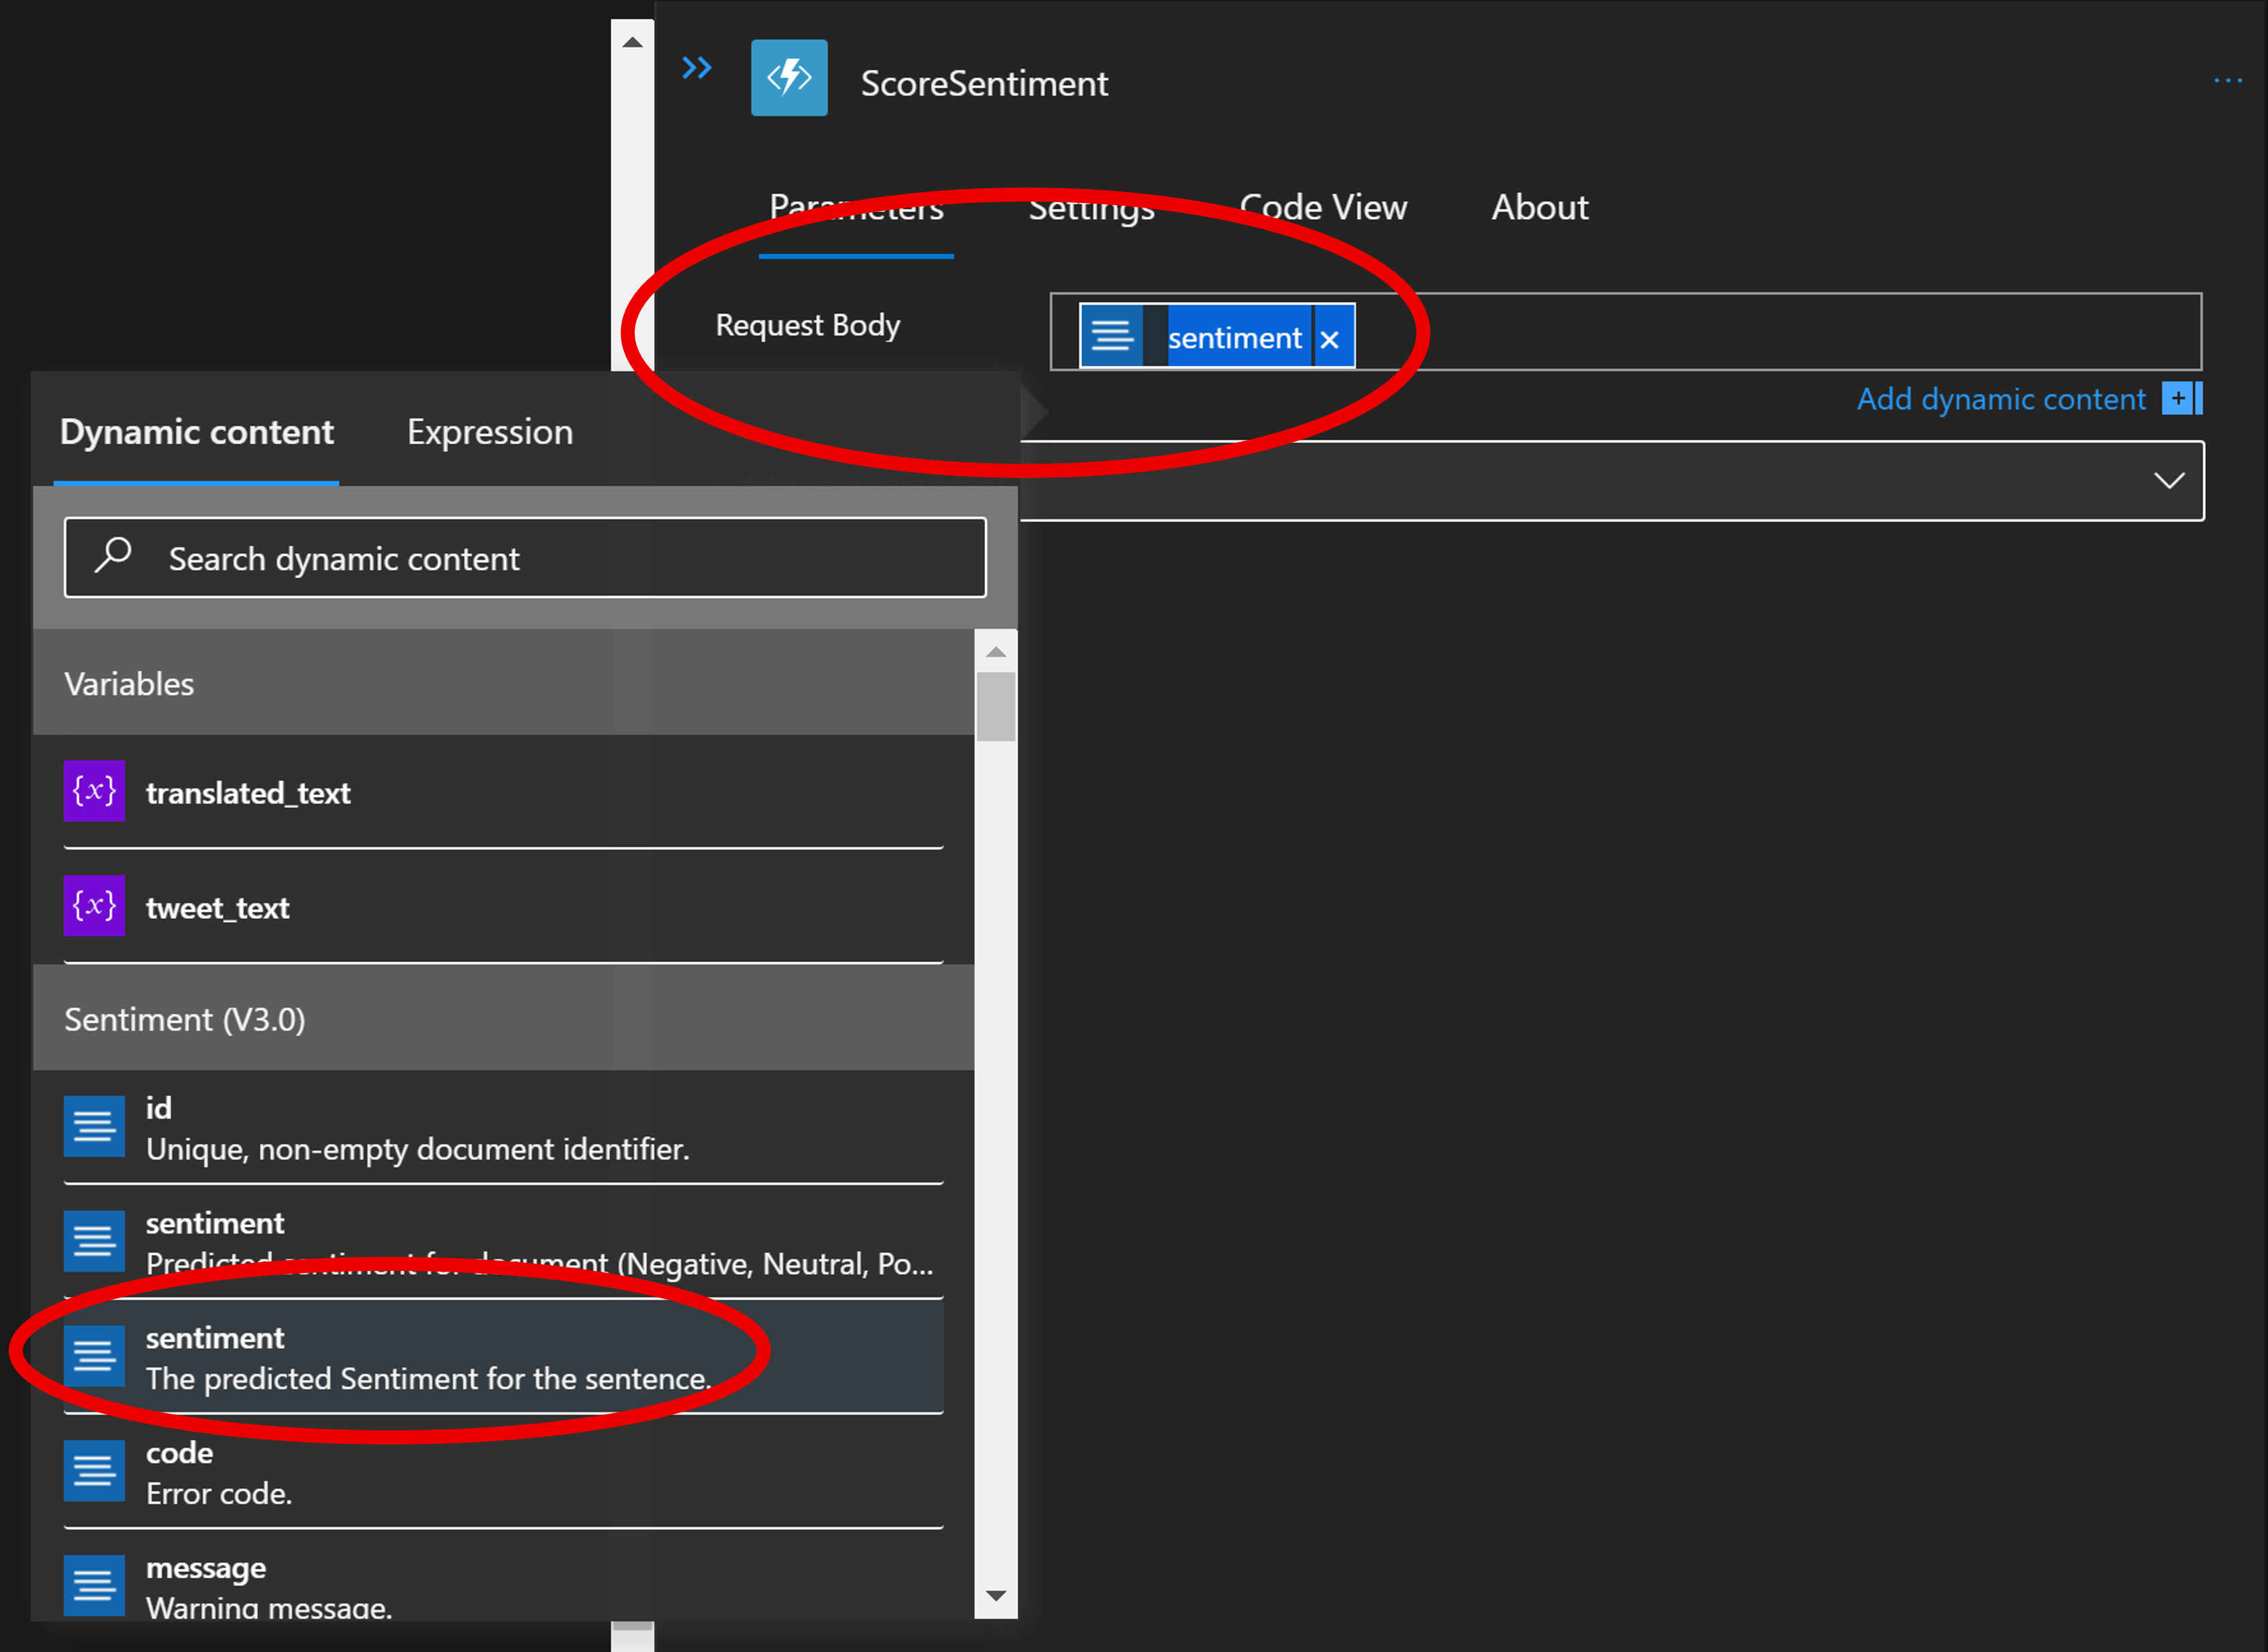 ScoreSentiment
Parameters
Settings
Code View
About
Request Body
sentiment
Add dynamic content
Dynamic content
Expression
Search dynamic content
Variables
{x}
translated_text
{x}
tweet_text
Sentiment (V3.0)
id
Unique, non-empty document identifier.
sentiment
Predicted sentiment for document (Negative, Neutral, Po...
sentiment
The predicted Sentiment for the sentence.
code
Error code.
message
Warning message.